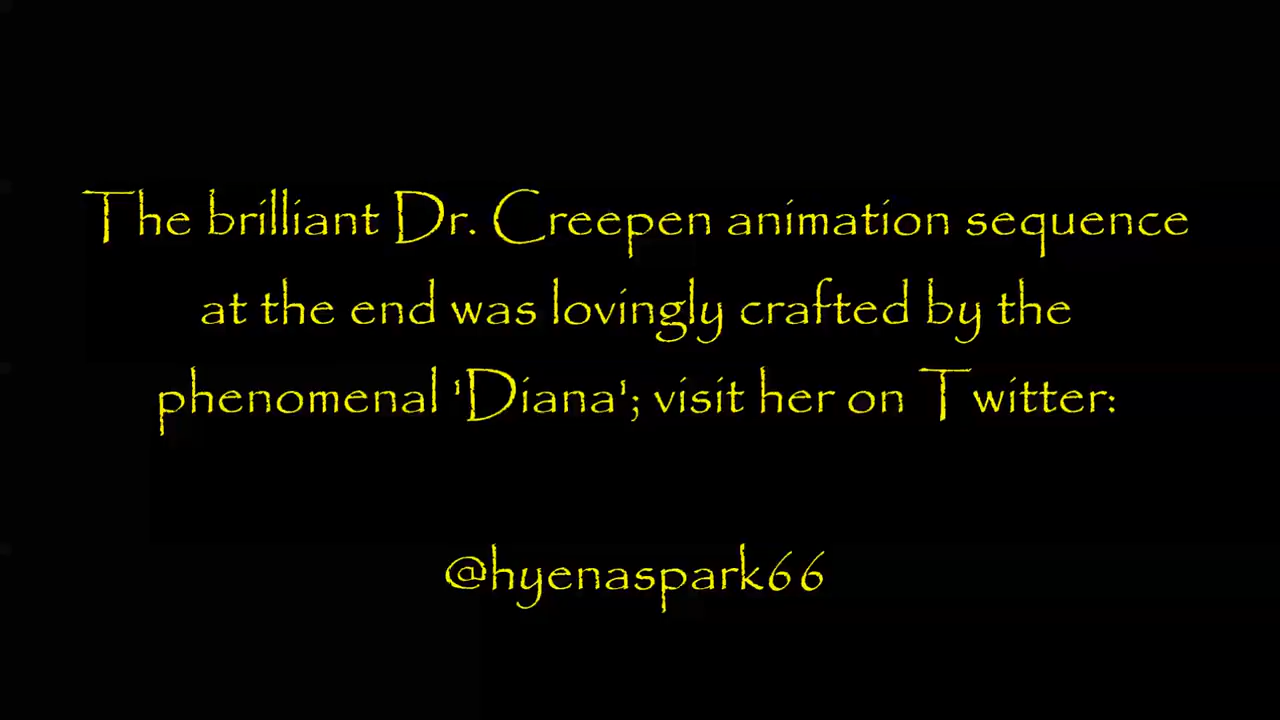 The brilliant Dr. Creepen animation sequence
at the end was lovingly crafted by the
phenomenal 'Diana'; visit her on Twitter:
@hyenaspark66